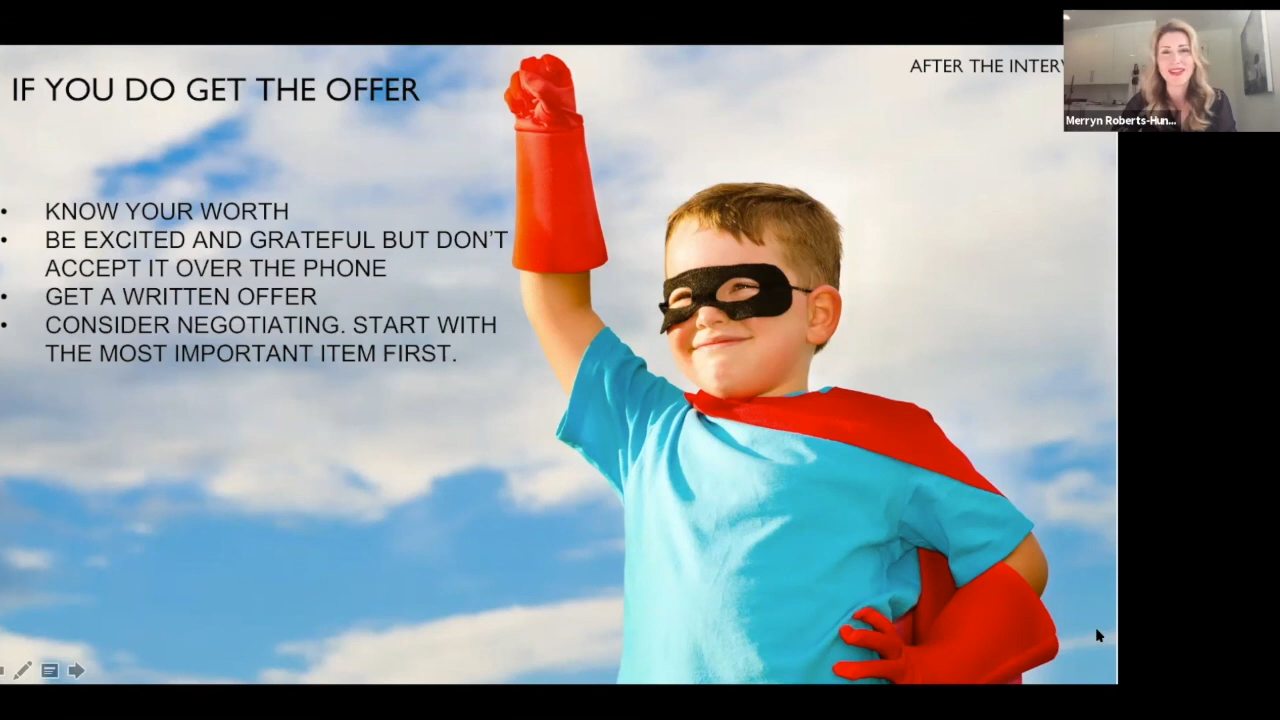 IF YOU DO GET THE OFFER
AFTER THE INTERV
Merryn Roberts-Hun...
• KNOW YOUR WORTH
• BE EXCITED AND GRATEFUL BUT DON'T
ACCEPT IT OVER THE PHONE
• GET A WRITTEN OFFER
• CONSIDER NEGOTIATING. START WITH
THE MOST IMPORTANT ITEM FIRST.